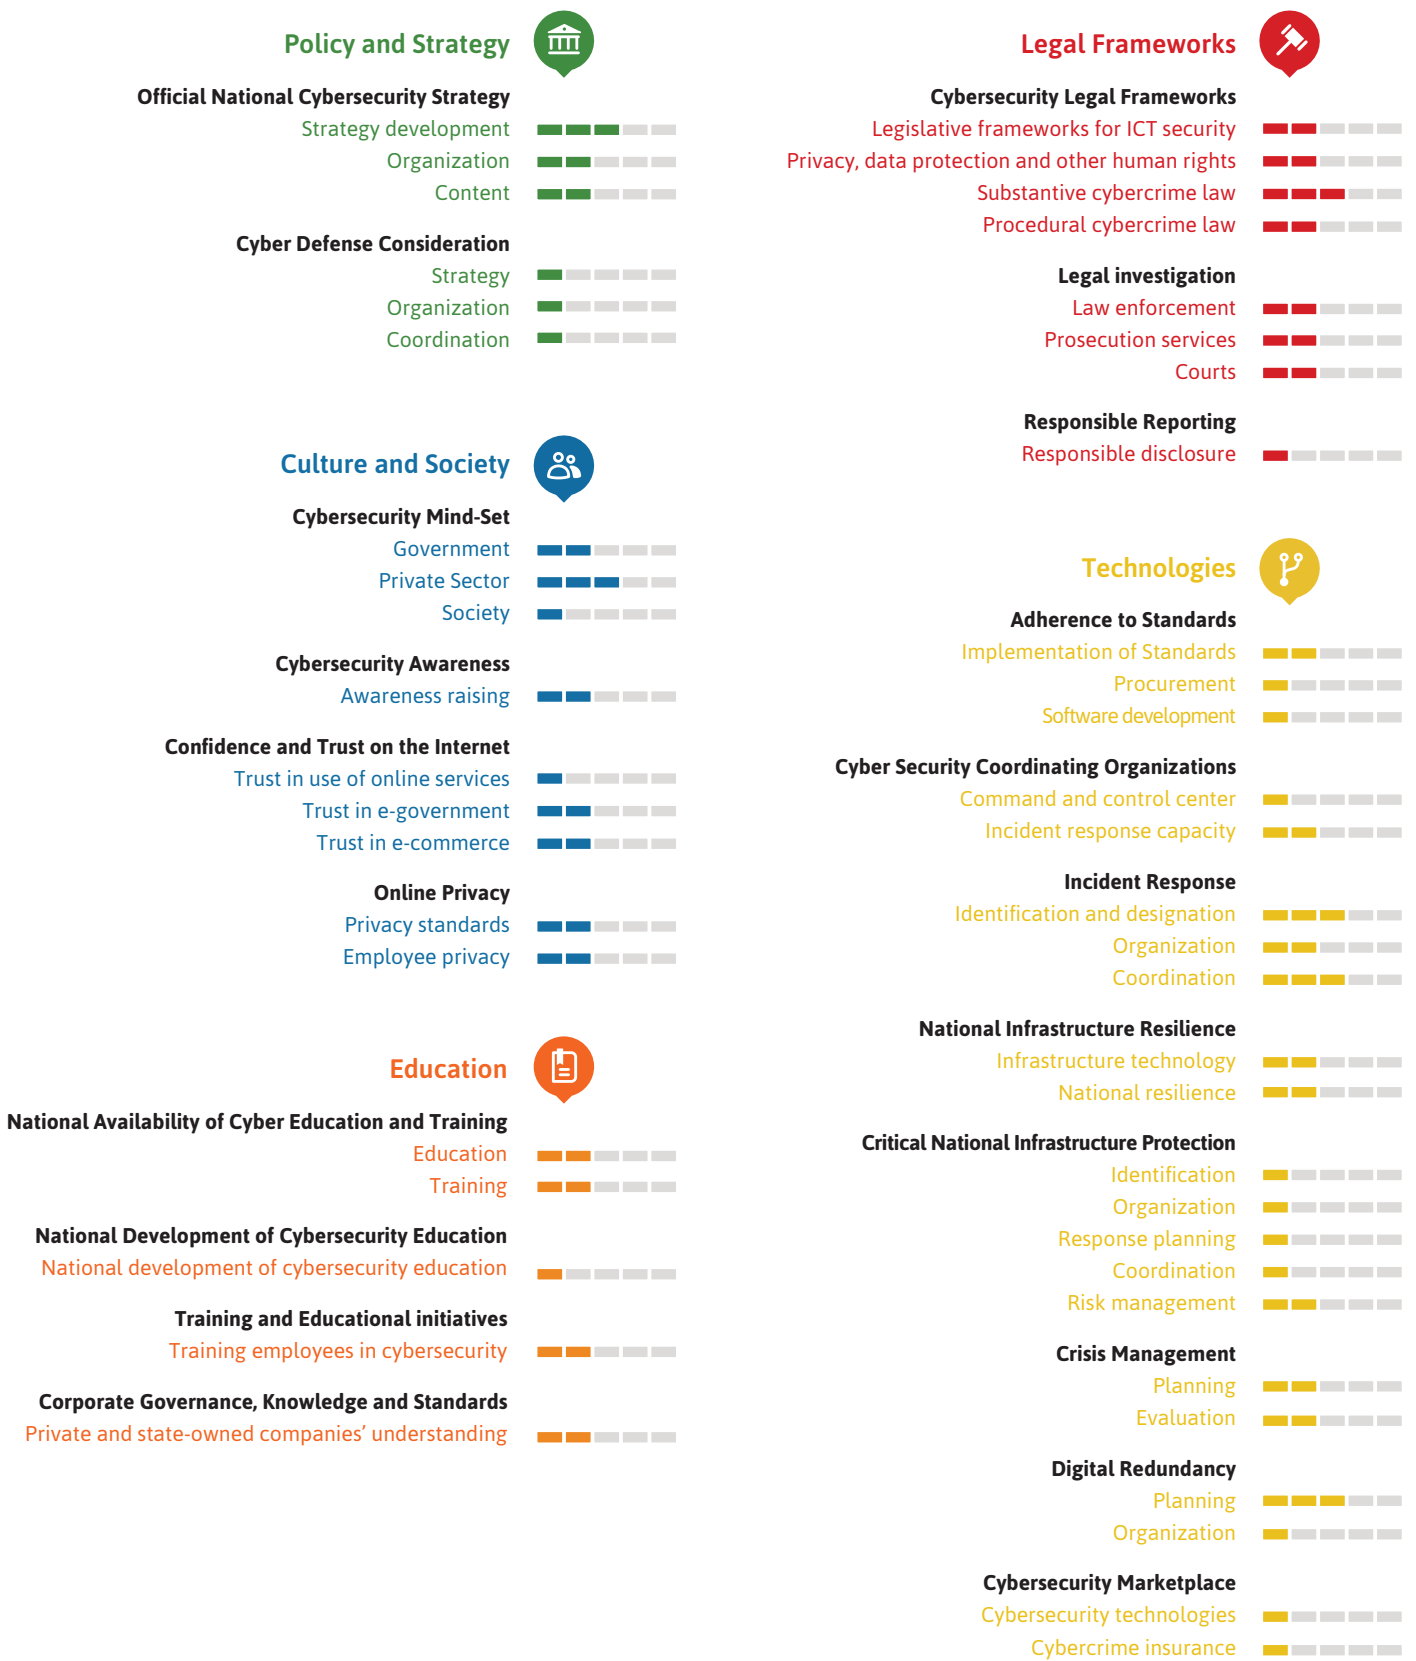 Policy and Strategy
Official National Cybersecurity Strategy
Strategy development
Organization
Content
Cyber Defense Consideration
Strategy
Organization
Coordination
Culture and Society
Cybersecurity Mind-Set
Government
Private Sector
Society
Cybersecurity Awareness
Awareness raising
Confidence and Trust on the Internet
Trust in use of online services
Trust in e-government
Trust in e-commerce
Online Privacy
Privacy standards
Employee privacy
Education
National Availability of Cyber Education and Training
Education
Training
National Development of Cybersecurity Education
National development of cybersecurity education
Training and Educational initiatives
Training employees in cybersecurity
Corporate Governance, Knowledge and Standards
Private and state-owned companies’ understanding
Legal Frameworks
Cybersecurity Legal Frameworks
Legislative frameworks for ICT security
Privacy, data protection and other human rights
Substantive cybercrime law
Procedural cybercrime law
Legal investigation
Law enforcement
Prosecution services
Courts
Responsible Reporting
Responsible disclosure
Technologies
Adherence to Standards
Implementation of Standards
Procurement
Software development
Cyber Security Coordinating Organizations
Command and control center
Incident response capacity
Incident Response
Identification and designation
Organization
Coordination
National Infrastructure Resilience
Infrastructure technology
National resilience
Critical National Infrastructure Protection
Identification
Organization
Response planning
Coordination
Risk management
Crisis Management
Planning
Evaluation
Digital Redundancy
Planning
Organization
Cybersecurity Marketplace
Cybersecurity technologies
Cybercrime insurance